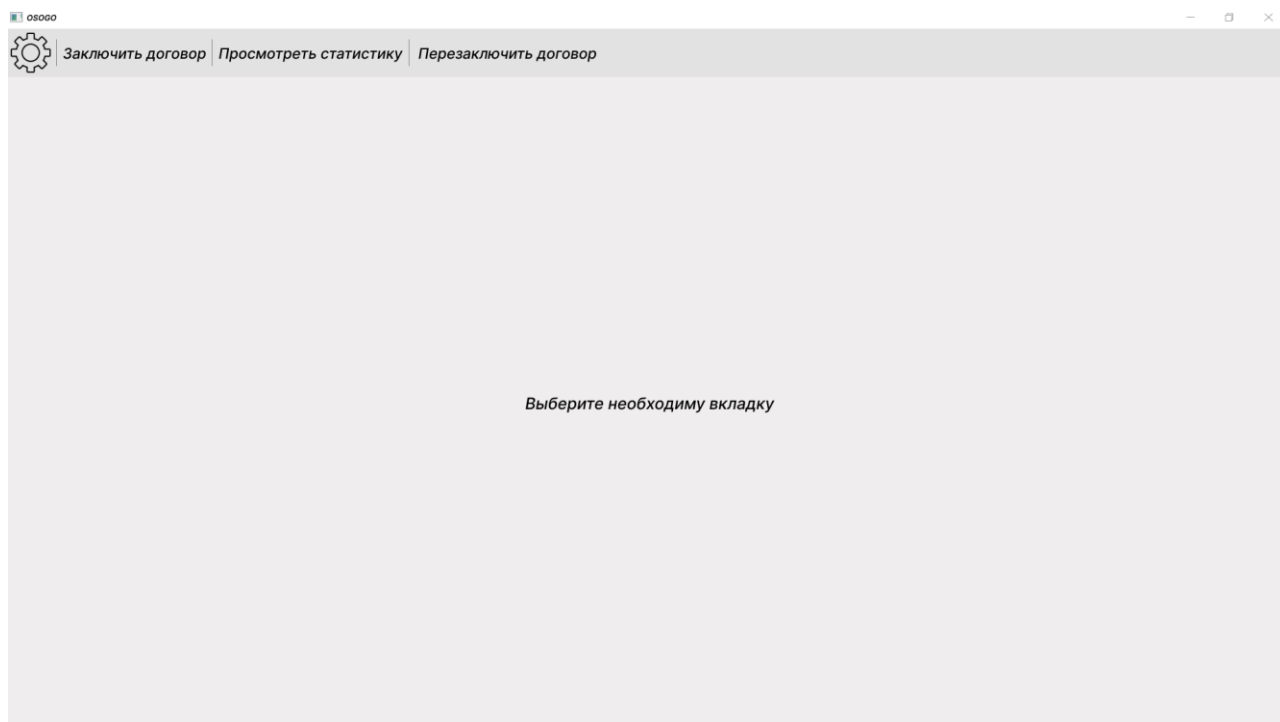 OSOGO
Заключить договор Просмотреть статистику Перезаключить договор
Выберите необходиму вкладку